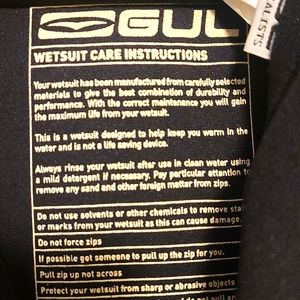 GUL
ALISTS
WETSUIT CARE INSTRUCTIONS
Your wetsuit has been manufactured from carefully selected
materials to give the best combination of durability and
performance. With the correct maintenance you will gain
the maximum life from your wetsuit.
This is a wetsuit designed to help keep you warm in the
water and is not a life saving device.
Always rinse your wetsuit after use in clean water using
a mild detergent if necessary. Pay particular attention to
remove any sand and other foreign matter from zips.
Do not use solvents or other chemicals to remove stai
or marks from your wetsuit as this can cause damage.
Do not force zips
If possible get someone to pull up the zip for you.
Pull zip up not across
Protect your wetsuit from sharp or abrasive objects